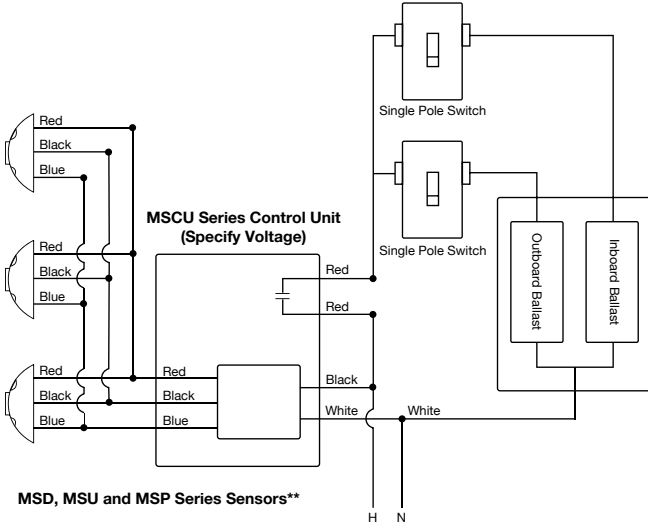 Single Pole Switch
Red
Black
Blue
MSCU Series Control Unit
(Specify Voltage)
Single Pole Switch
Outboard Ballast
Inboard Ballast
Red
Black
Blue
Red
Red
Red
Black
Blue
Red
Black
Blue
Black
White
White
MSD, MSU and MSP Series Sensors**
H
N